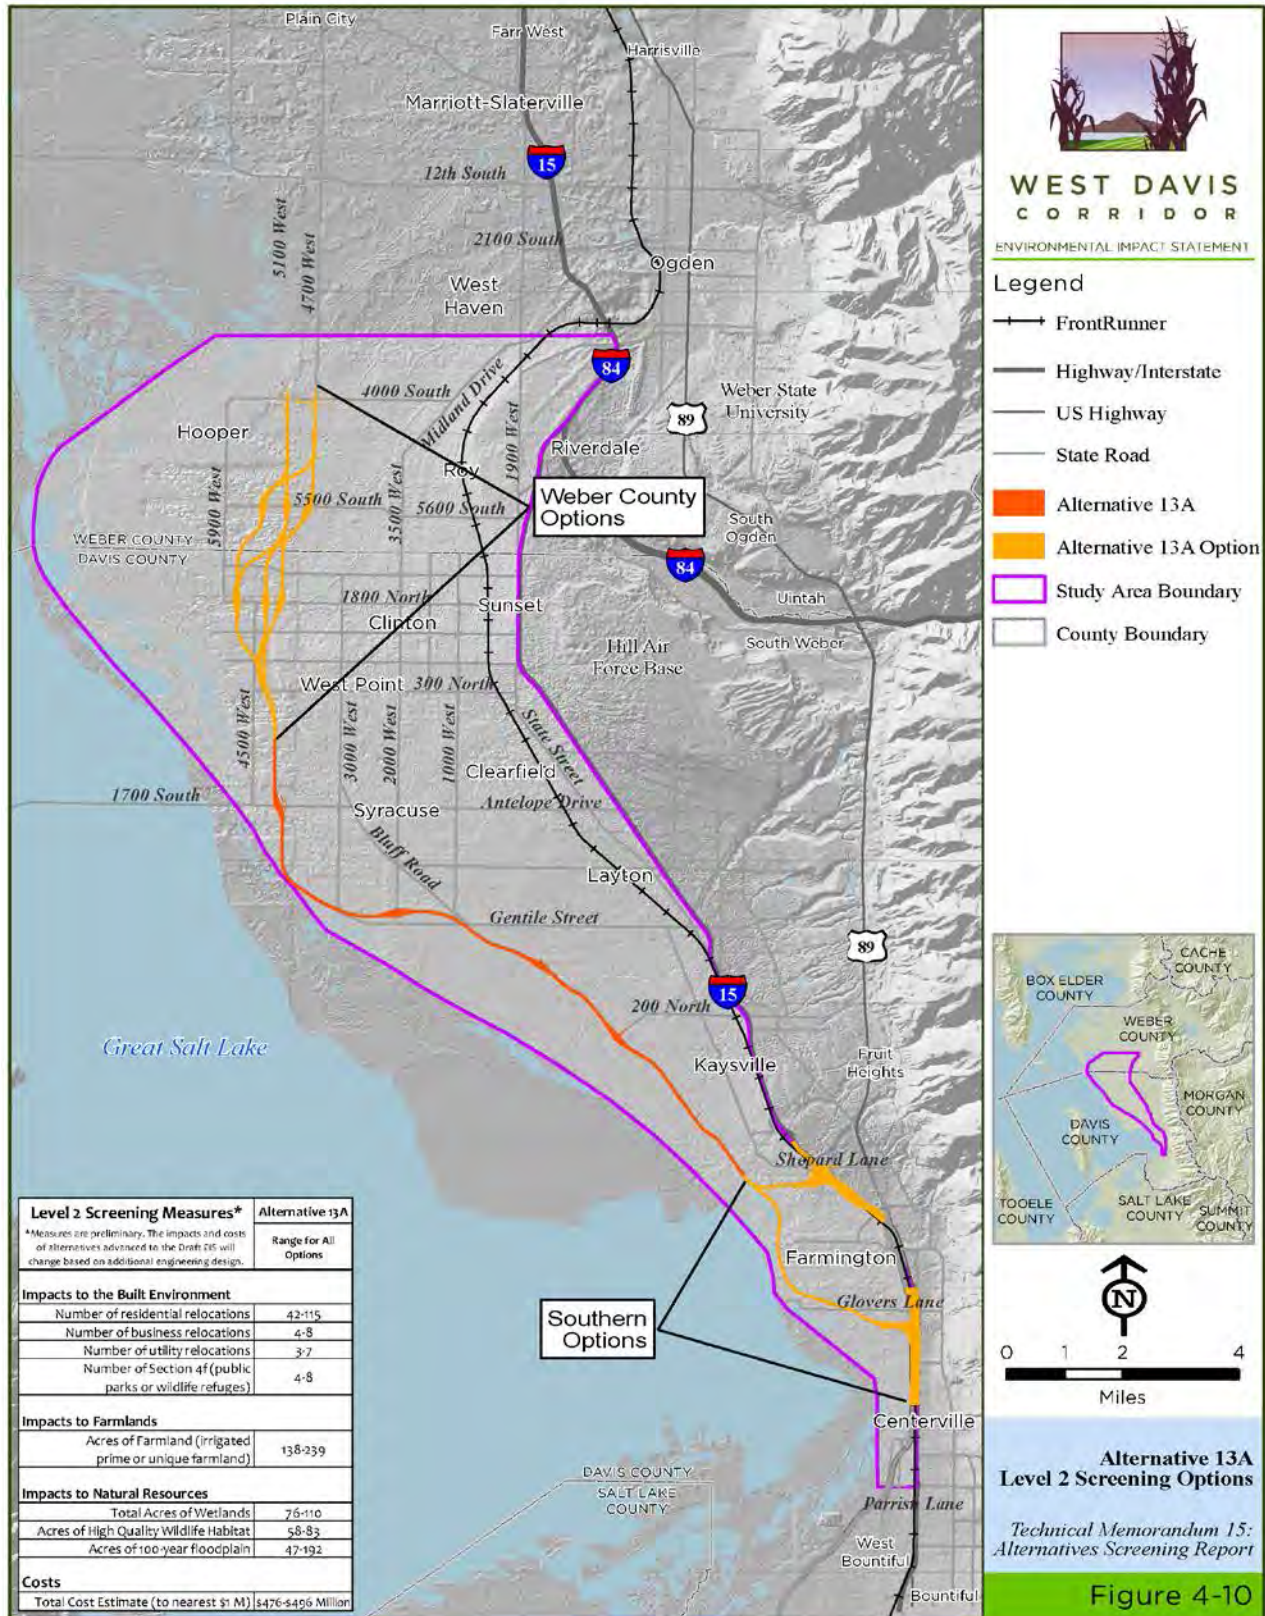 Plain City
Farr West
Harrisville
Marriott-Slaterville
15
12th South
5100 West
4700 West
2100 South
Ogden
West
Haven
84
4000 South
Midland Drive
1900 West
Weber State
University
89
Hooper
Riverdale
Roy
5900 West
5500 South
3500 West
5600 South
Weber County
Options
South
Ogden
WEBER COUNTY
DAVIS COUNTY
84
1800 North
Sunset
Uintah
Clinton
South Weber
Hill Air
Force Base
West Point
300 North
4500 West
3000 West
2000 West
1000 West
State Street
Clearfield
1700 South
Syracuse
Antelope Drive
Bluff Road
Layton
Gentile Street
89
15
200 North
Great Salt Lake
Kaysville
Fruit
Heights
Shepard Lane
Farmington
Glovers Lane
Southern
Options
Centerville
DAVIS COUNTY
SALT LAKE
COUNTY
Parrish Lane
West
Bountiful
Bountiful
Level 2 Screening Measures*
Alternative 13A
*Measures are preliminary. The impacts and costs
of alternatives advanced to the Draft EIS will
change based on additional engineering design.
Range for All
Options
Impacts to the Built Environment
Number of residential relocations 42-115
Number of business relocations 4-8
Number of utility relocations 3-7
Number of Section 4f (public
parks or wildlife refuges) 4-8
Impacts to Farmlands
Acres of Farmland (irrigated
prime or unique farmland) 138-239
Impacts to Natural Resources
Total Acres of Wetlands 76-110
Acres of High Quality Wildlife Habitat 58-83
Acres of 100-year floodplain 47-192
Costs
Total Cost Estimate (to nearest $1 M) $476-$496 Million
WEST DAVIS
CORRIDOR
ENVIRONMENTAL IMPACT STATEMENT
Legend
FrontRunner
Highway/Interstate
US Highway
State Road
Alternative 13A
Alternative 13A Option
Study Area Boundary
County Boundary
CACHE
COUNTY
BOX ELDER
COUNTY
WEBER
COUNTY
MORGAN
COUNTY
DAVIS
COUNTY
TOOELE
COUNTY
SALT LAKE
COUNTY
SUMMIT
COUNTY
N
0 1 2 4
Miles
Alternative 13A
Level 2 Screening Options
Technical Memorandum 15:
Alternatives Screening Report
Figure 4-10